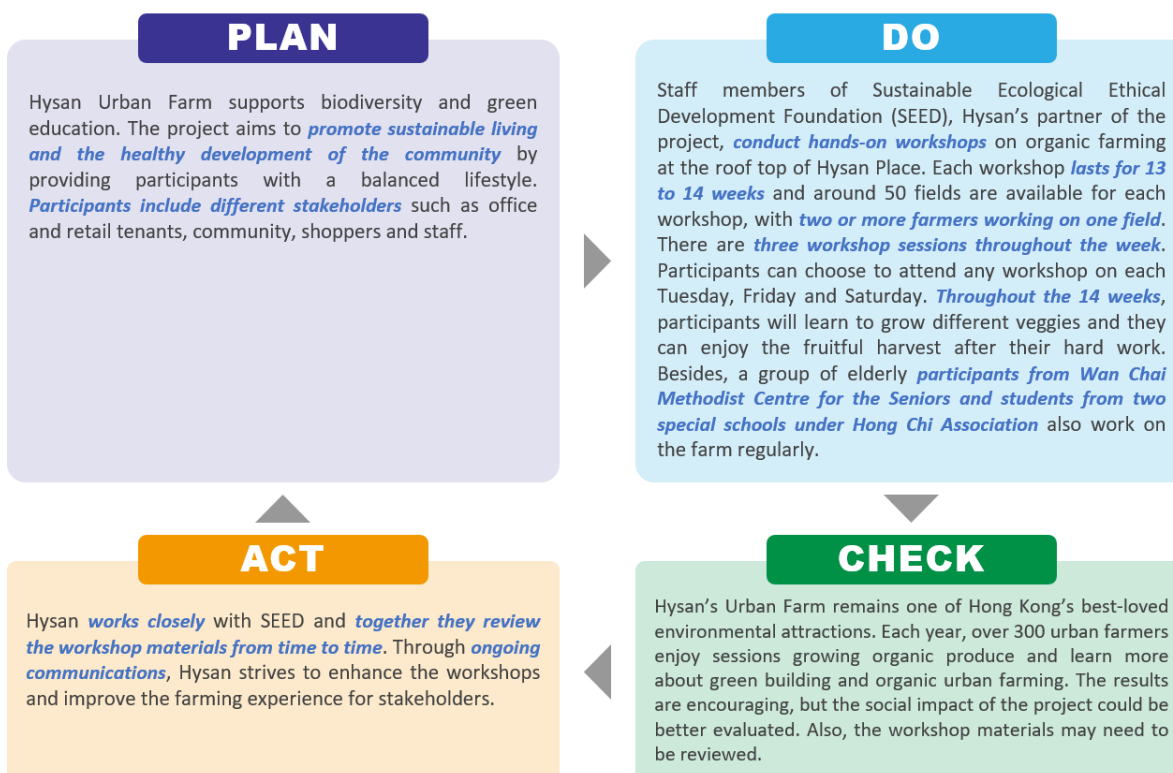 PLAN
Hysan Urban Farm supports biodiversity and green
education. The project aims to promote sustainable living
and the healthy development of the community by
providing participants with a balanced lifestyle.
Participants include different stakeholders such as office
and retail tenants, community, shoppers and staff.
DO
Staff members of Sustainable Ecological Ethical
Development Foundation (SEED), Hysan’s partner of the
project, conduct hands-on workshops on organic farming
at the roof top of Hysan Place. Each workshop lasts for 13
to 14 weeks and around 50 fields are available for each
workshop, with two or more farmers working on one field.
There are three workshop sessions throughout the week.
Participants can choose to attend any workshop on each
Tuesday, Friday and Saturday. Throughout the 14 weeks,
participants will learn to grow different veggies and they
can enjoy the fruitful harvest after their hard work.
Besides, a group of elderly participants from Wan Chai
Methodist Centre for the Seniors and students from two
special schools under Hong Chi Association also work on
the farm regularly.
ACT
Hysan works closely with SEED and together they review
the workshop materials from time to time. Through ongoing
communications, Hysan strives to enhance the workshops
and improve the farming experience for stakeholders.
CHECK
Hysan’s Urban Farm remains one of Hong Kong’s best-loved
environmental attractions. Each year, over 300 urban farmers
enjoy sessions growing organic produce and learn more
about green building and organic urban farming. The results
are encouraging, but the social impact of the project could be
better evaluated. Also, the workshop materials may need to
be reviewed.